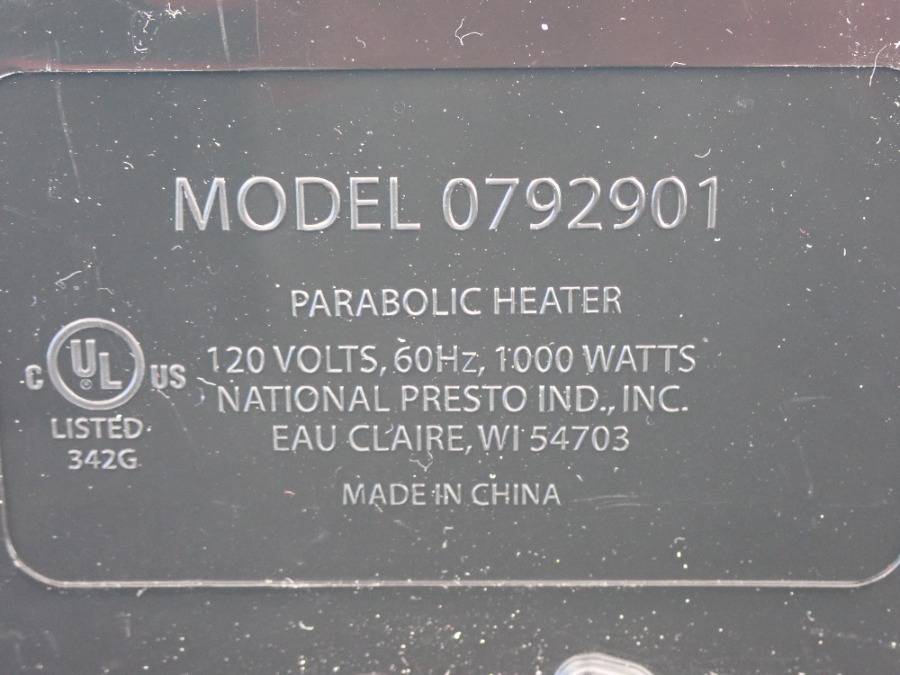 MODEL 0792901
PARABOLIC HEATER
120 VOLTS, 60Hz, 1000 WATTS
NATIONAL PRESTO IND., INC.
EAU CLAIRE, WI 54703
MADE IN CHINA
C UL® US
LISTED
342G